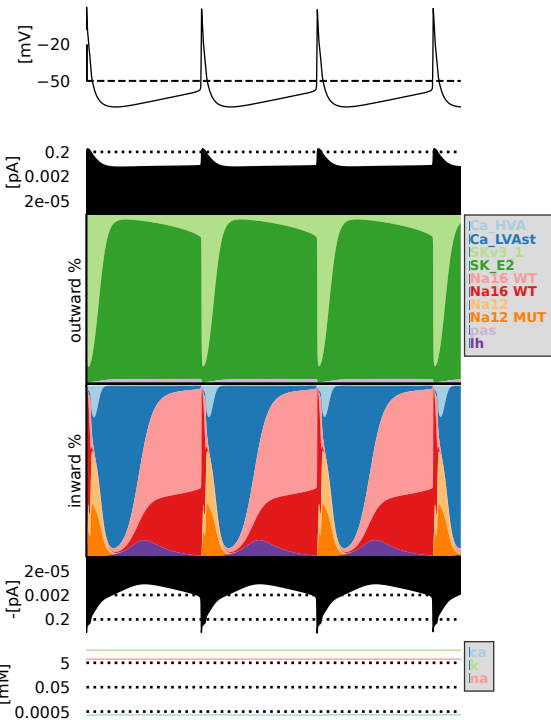 [mV]
−20
−50
[pA]
0.2
0.002
2e-05
outward %
Ca_HVA
Ca_LVAst
SKv3_1
SK_E2
Na16 WT
Na16 WT
Na12
Na12 MUT
pas
Ih
inward %
-[pA]
2e-05
0.002
0.2
[mM]
5
0.05
0.0005
ca
k
na